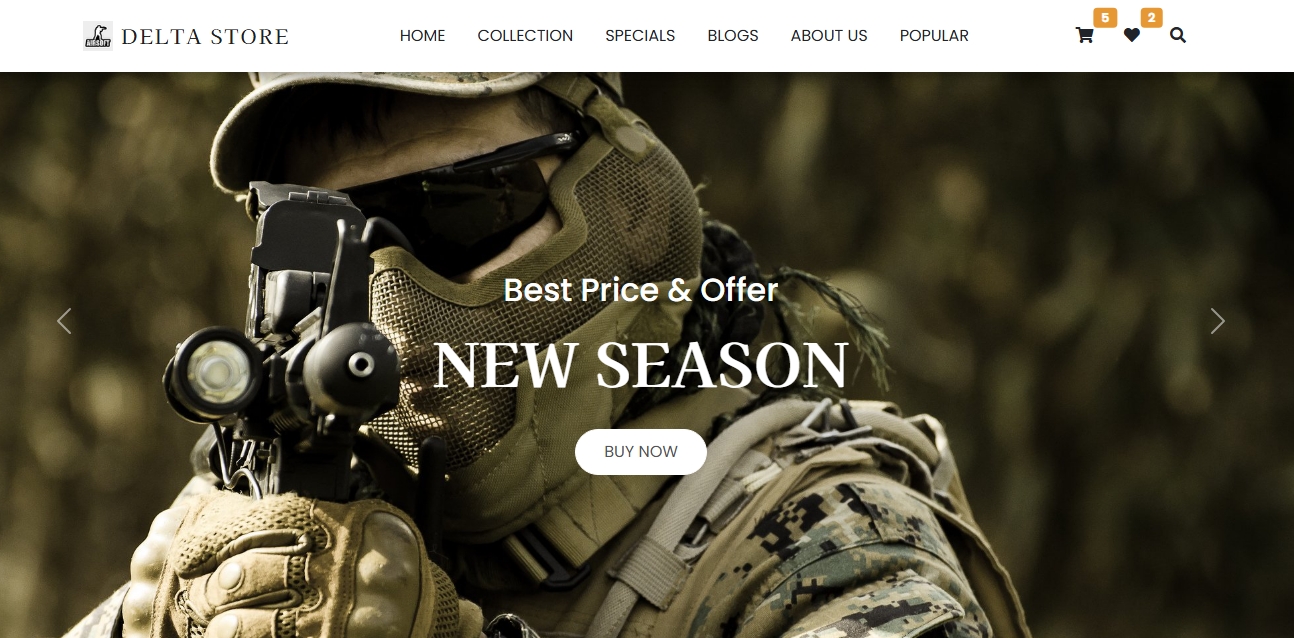 AIRSOFT
DELTA STORE
HOME
COLLECTION
SPECIALS
BLOGS
ABOUT US
POPULAR
5
2
Best Price & Offer
NEW SEASON
BUY NOW